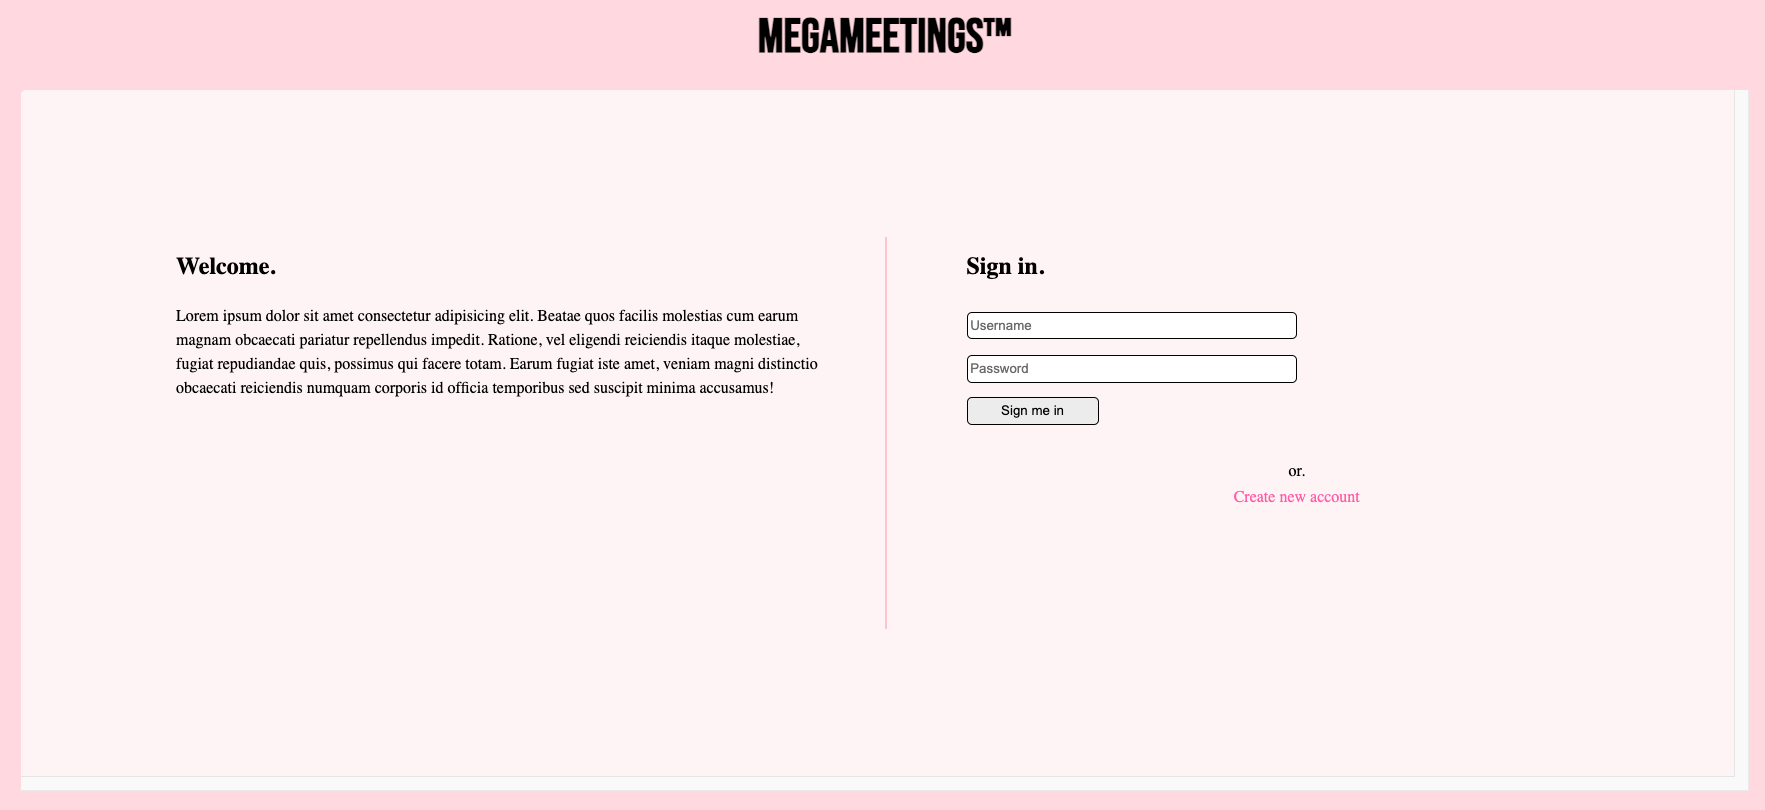 MEGAMEETINGS™
Welcome.
Lorem ipsum dolor sit amet consectetur adipisicing elit. Beatae quos facilis molestias cum earum
magnam obcaecati pariatur repellendus impedit. Ratione, vel eligendi reiciendis itaque molestiae,
fugiat repudiandae quis, possimus qui facere totam. Earum fugiat iste amet, veniam magni distinctio
obcaecati reiciendis numquam corporis id officia temporibus sed suscipit minima accusamus!
Sign in.
Username
Password
Sign me in
or.
Create new account